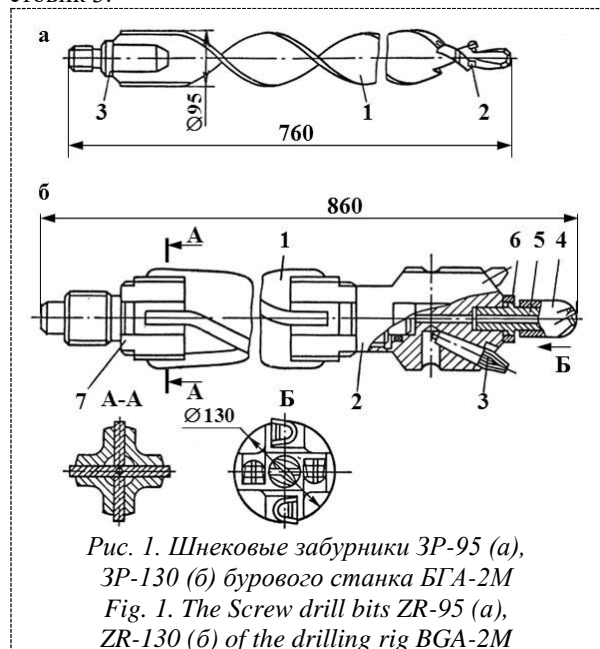 стовик 3.
а
3
Ø95
1
2
760
б
860
А
1
6 5 4
Б
7
А
2
3
А-А
Б
Ø130
Рис. 1. Шнековые забурники ЗР-95 (а),
ЗР-130 (б) бурового станка БГА-2М
Fig. 1. The Screw drill bits ZR-95 (a),
ZR-130 (б) of the drilling rig BGA-2M